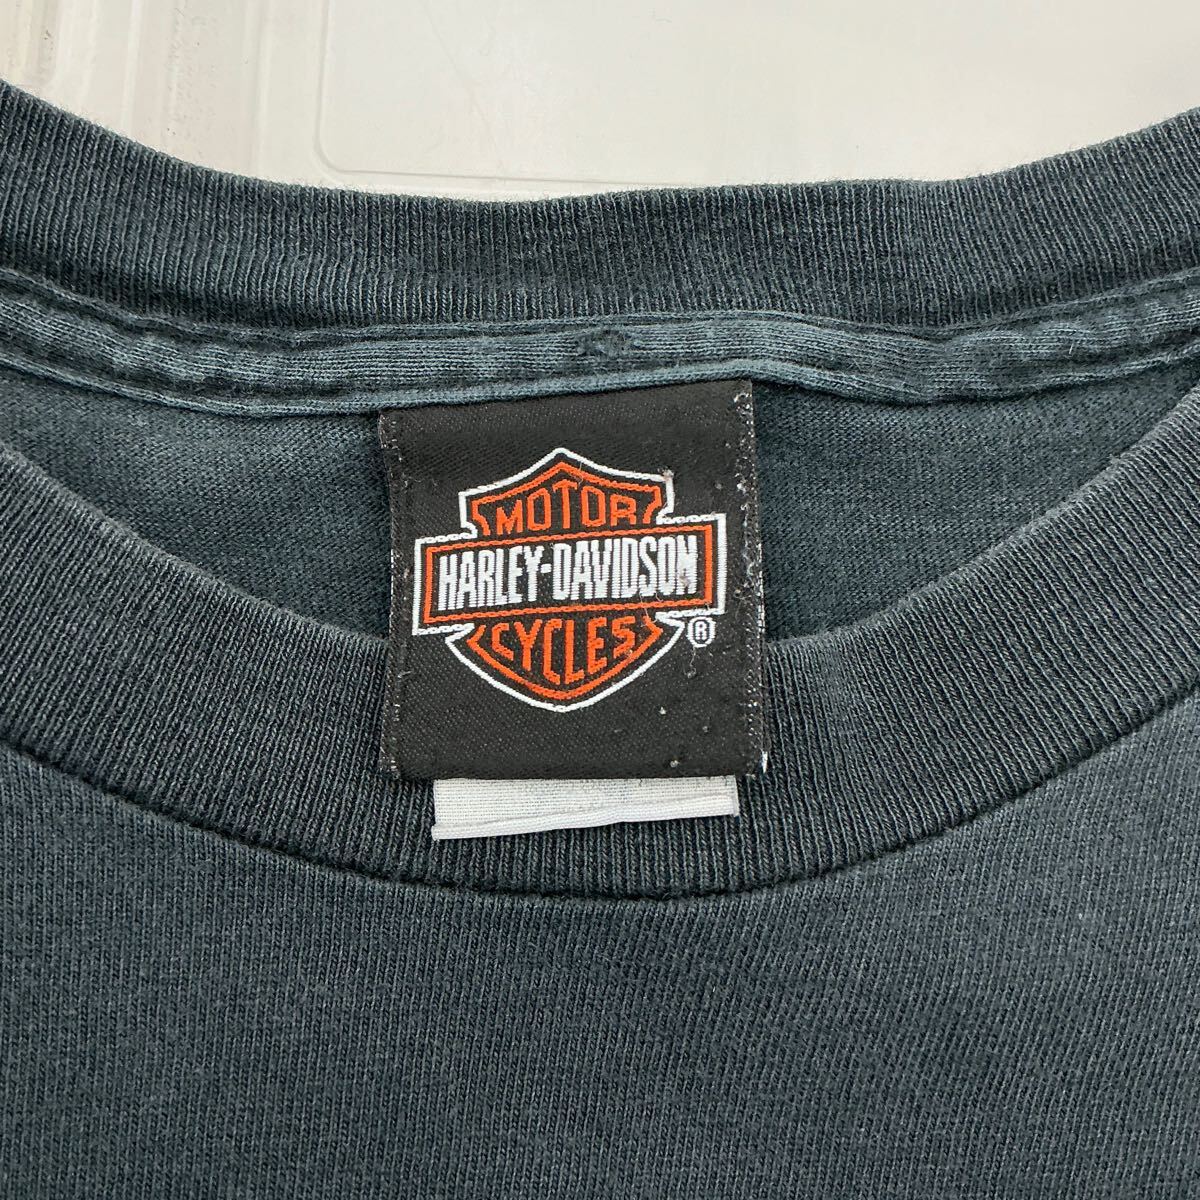 MOTOR
HARLEY-DAVIDSON
CYCLES
®